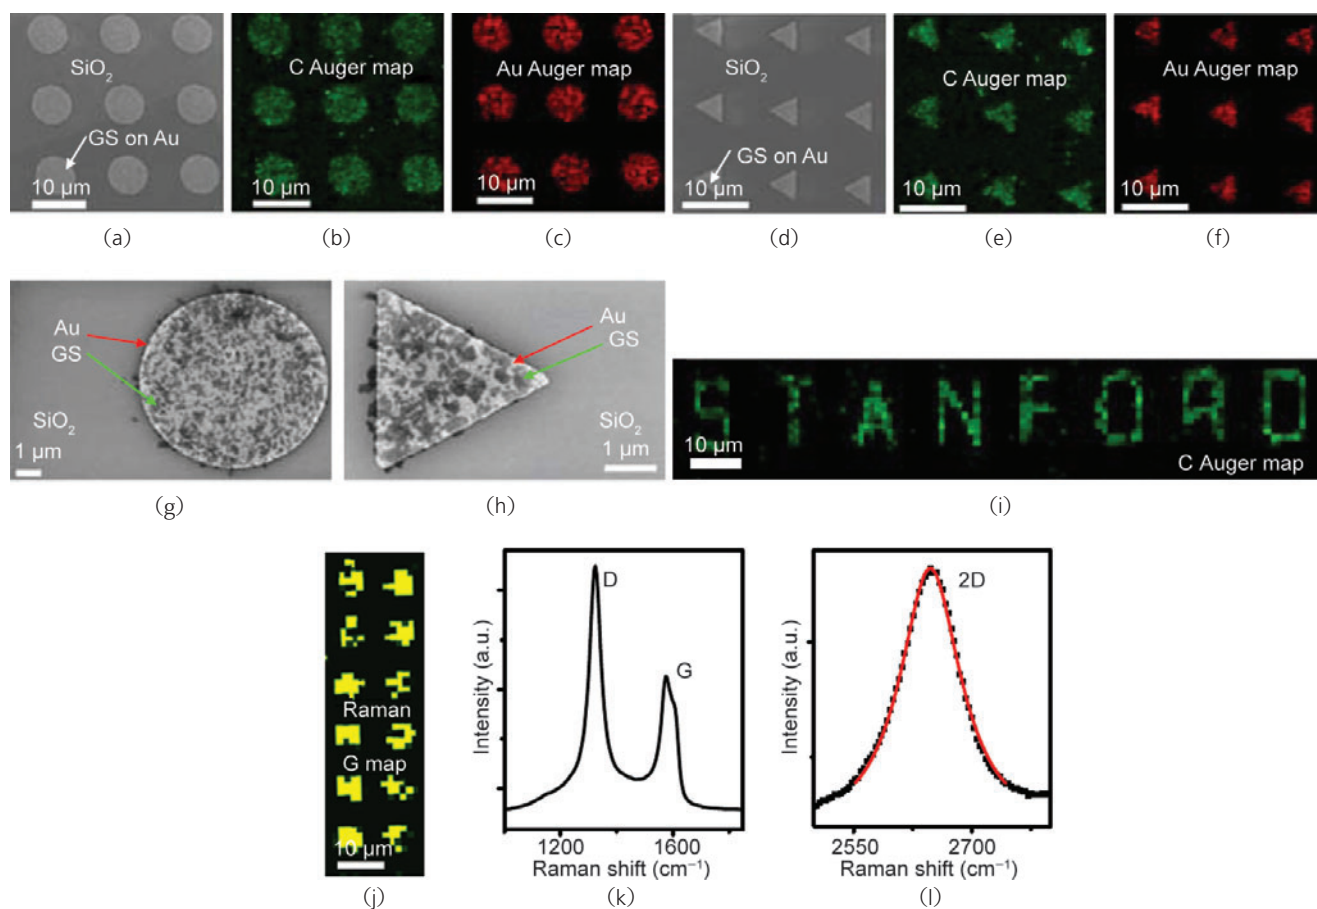 SiO₂
GS on Au
10 μm
(a)
C Auger map
10 μm
(b)
Au Auger map
10 μm
(c)
SiO₂
GS on Au
10 μm
(d)
C Auger map
10 μm
(e)
Au Auger map
10 μm
(f)
Au
GS
SiO₂
1 μm
(g)
Au
GS
SiO₂
1 μm
(h)
STANFORD
10 μm
C Auger map
(i)
Raman
G map
10 μm
(j)
D
G
Intensity (a.u.)
1200 1600
Raman shift (cm⁻¹)
(k)
2D
Intensity (a.u.)
2550 2700
Raman shift (cm⁻¹)
(l)